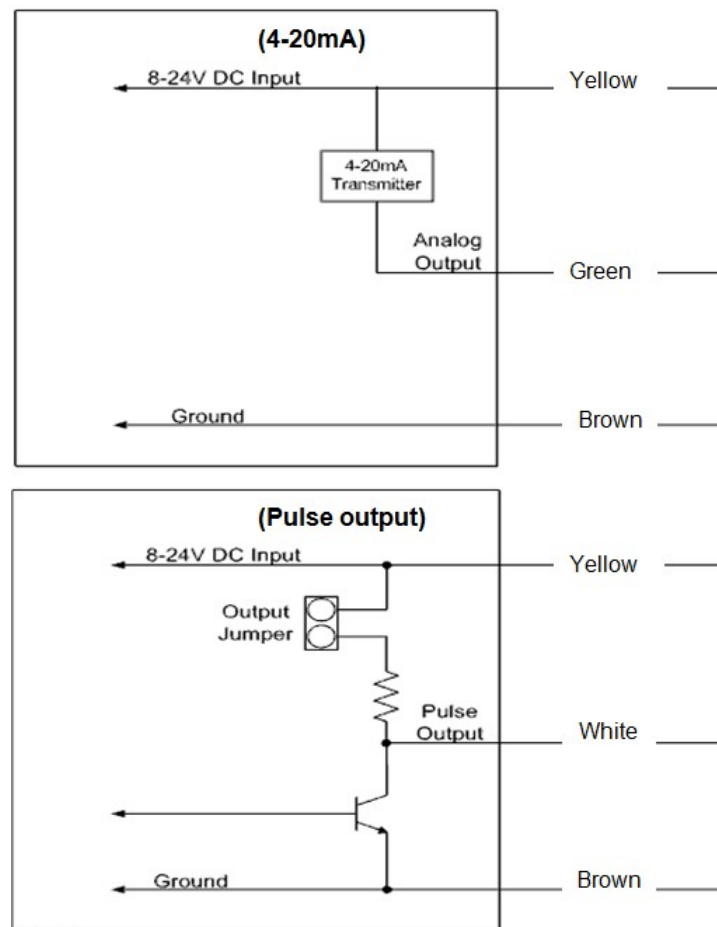 (4-20mA)
8-24V DC Input
Yellow
4-20mA
Transmitter
Analog
Output
Green
Ground
Brown
(Pulse output)
8-24V DC Input
Yellow
Output
Jumper
Pulse
Output
White
Ground
Brown